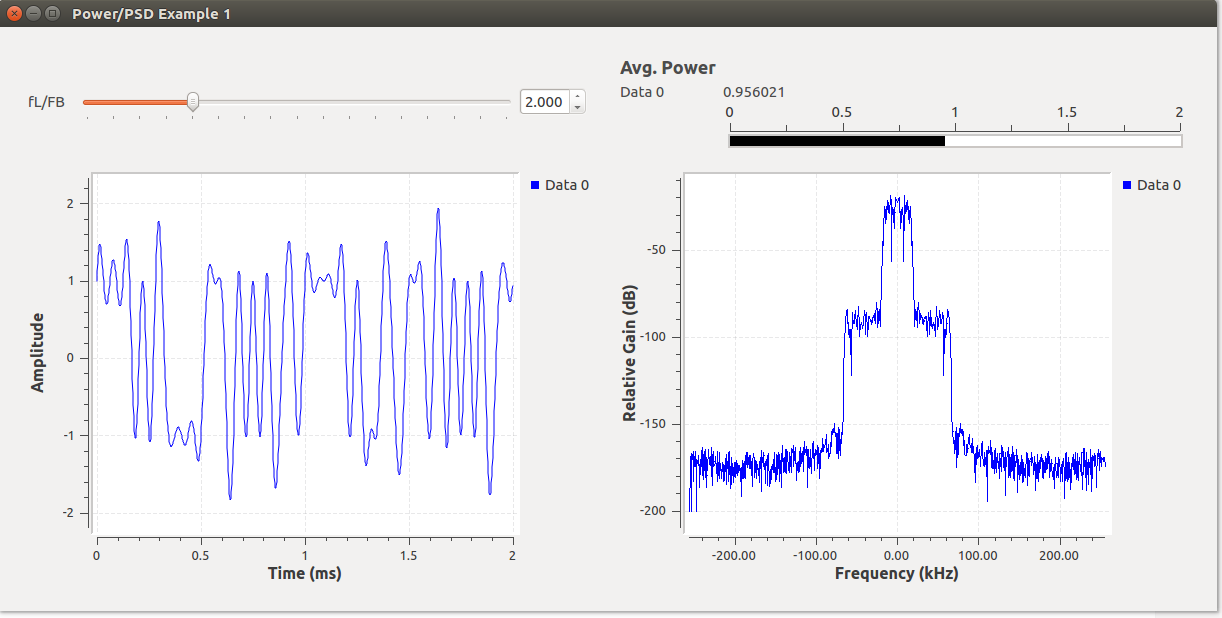 Power/PSD Example 1
fL/FB
2.000
Avg. Power
Data 0 0.956021
0 0.5 1 1.5 2
Data 0
2
1
0
-1
-2
Amplitude
0 0.5 1 1.5 2
Time (ms)
Data 0
-50
-100
-150
-200
Relative Gain (dB)
-200.00 -100.00 0.00 100.00 200.00
Frequency (kHz)